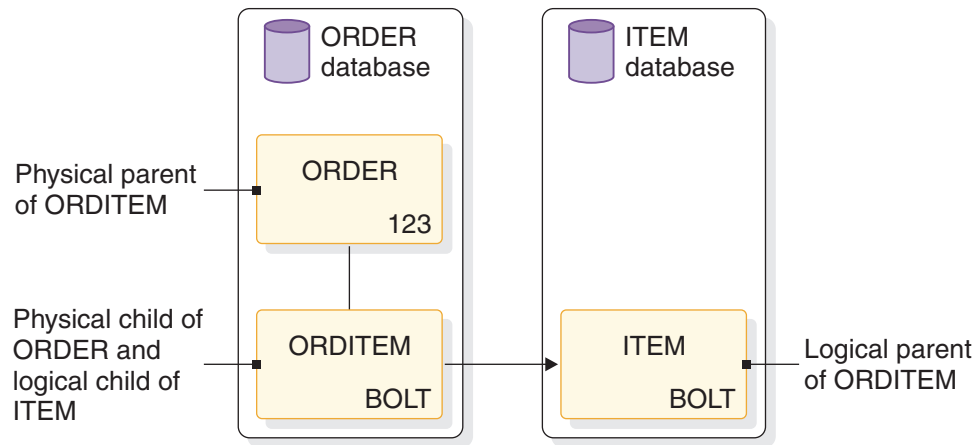 ORDER
database
ITEM
database
Physical parent
of ORDITEM
ORDER
123
Physical child of
ORDER and
logical child of
ITEM
ORDITEM
BOLT
ITEM
BOLT
Logical parent
of ORDITEM